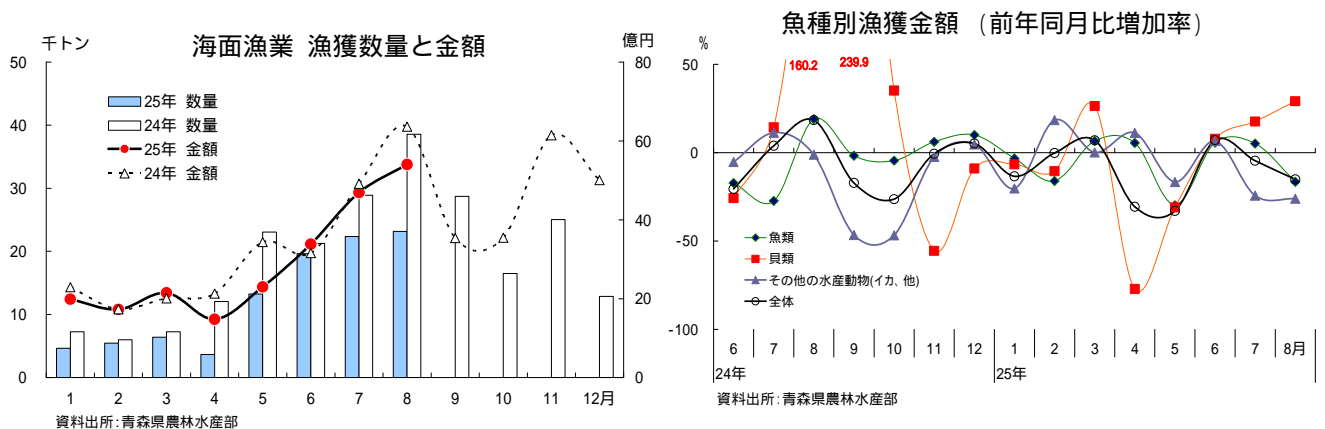 海面漁業 漁獲数量と金額
千トン
億円
50
40
30
20
10
0
80
60
40
20
0
25年 数量
24年 数量
25年 金額
24年 金額
1 2 3 4 5 6 7 8 9 10 11 12月
資料出所:青森県農林水産部
魚種別漁獲金額 (前年同月比増加率)
%
50
0
-50
-100
160.2 239.9
魚類
貝類
その他の水産動物(イカ、他)
全体
6 7 8 9 10 11 12 1 2 3 4 5 6 7 8月
24年 25年
資料出所:青森県農林水産部